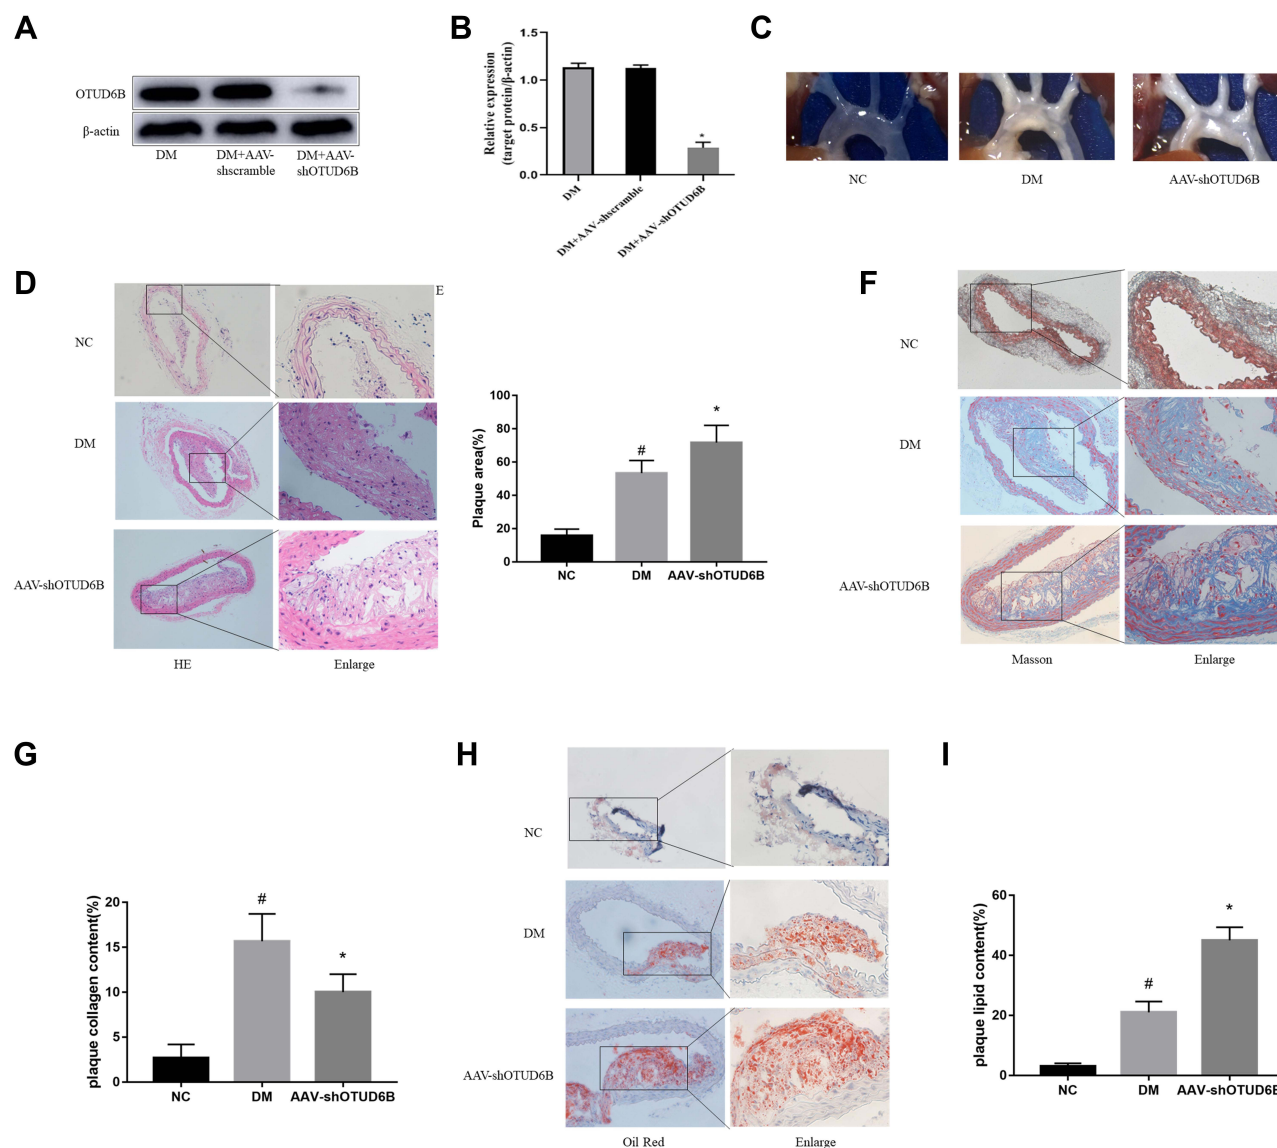 A
OTUD6B
β-actin
DM
DM+AAV-
shscramble
DM+AAV-
shOTUD6B
B
Relative expression
(target protein/β-actin)
1.5
1.0
0.5
0.0
*
DM
DM+AAV-shscramble
DM+AAV-shOTUD6B
C
NC
DM
AAV-shOTUD6B
D
NC
DM
AAV-shOTUD6B
HE
Enlarge
E
Plaque area(%)
100
80
60
40
20
0
#
*
NC
DM
AAV-shOTUD6B
F
NC
DM
AAV-shOTUD6B
Masson
Enlarge
G
plaque collagen content(%)
20
15
10
5
0
#
*
NC
DM
AAV-shOTUD6B
H
NC
DM
AAV-shOTUD6B
Oil Red
Enlarge
I
plaque lipid content(%)
60
40
20
0
#
*
NC
DM
AAV-shOTUD6B